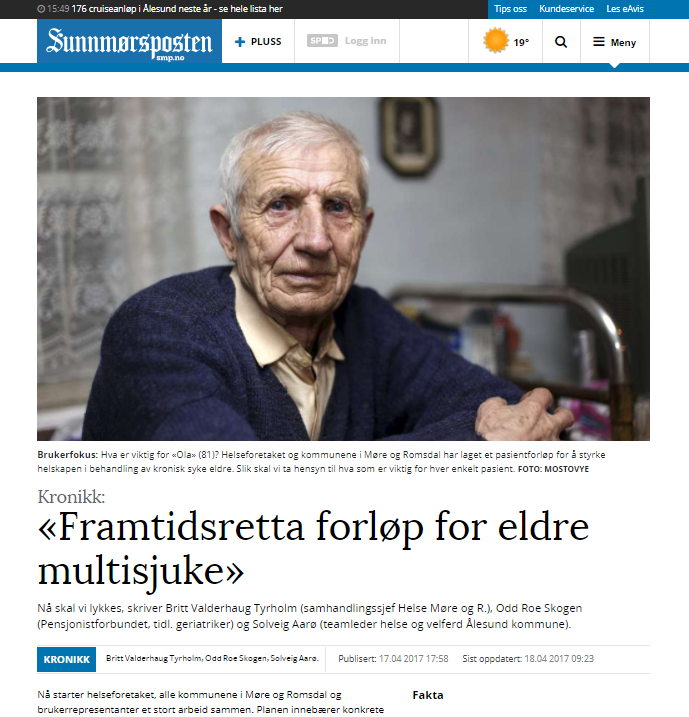 15:49 176 cruiseanløp i Ålesund neste år - se hele lista her
Tips oss Kundeservice Les eAvis
Sunnmørsposten
smp.no
+ PLUSS
SPID Logg inn
19°
Meny
Brukerfokus: Hva er viktig for «Ola» (81)? Helseforetaket og kommunene i Møre og Romsdal har laget et pasientforløp for å styrke
helskapen i behandling av kronisk syke eldre. Slik skal vi ta hensyn til hva som er viktig for hver enkelt pasient. FOTO: MOSTOVYE
Kronikk:
«Framtidsretta forløp for eldre
multisjuke»
Nå skal vi lykkes, skriver Britt Valderhaug Tyrholm (samhandlingssjef Helse Møre og R.), Odd Roe Skogen
(Pensjonistforbundet, tidl. geriatriker) og Solveig Aarø (teamleder helse og velferd Ålesund kommune).
KRONIKK Britt Valderhaug Tyrholm, Odd Roe Skogen, Solveig Aarø. Publisert: 17.04 2017 17:58 Sist oppdatert: 18.04 2017 09:23
Nå starter helseforetaket, alle kommunene i Møre og Romsdal og
brukerrepresentanter et stort arbeid sammen. Planen innebærer konkrete
Fakta